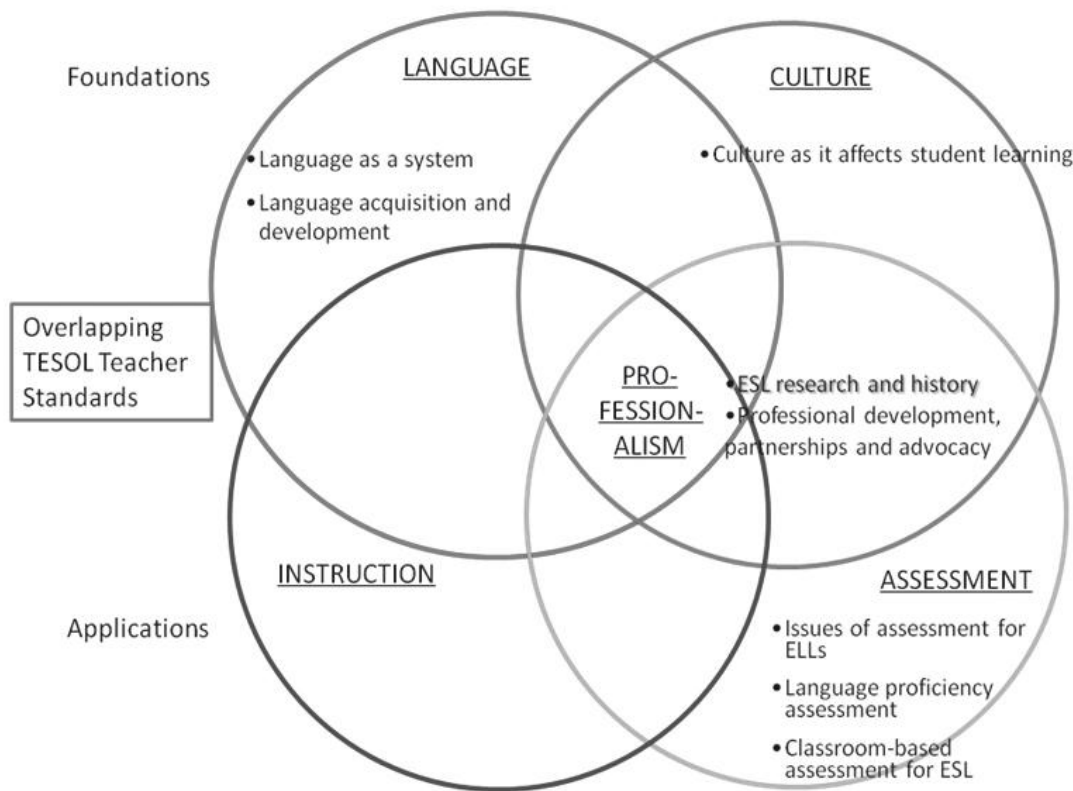 Foundations
LANGUAGE
CULTURE
• Language as a system
• Language acquisition and
development
• Culture as it affects student learning
Overlapping
TESOL Teacher
Standards
PRO-
FESSION-
ALISM
• ESL research and history
• Professional development,
partnerships and advocacy
INSTRUCTION
ASSESSMENT
Applications
• Issues of assessment for
ELLs
• Language proficiency
assessment
• Classroom-based
assessment for ESL